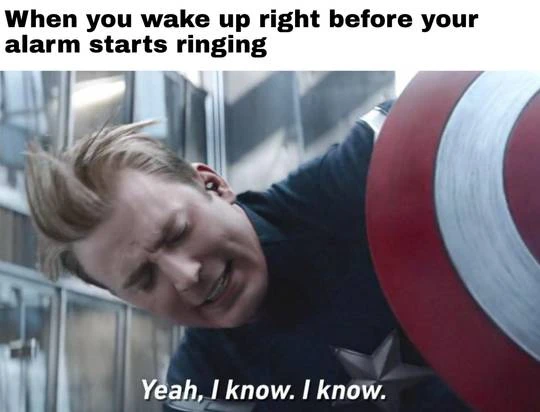 When you wake up right before your
alarm starts ringing
Yeah, I know. I know.